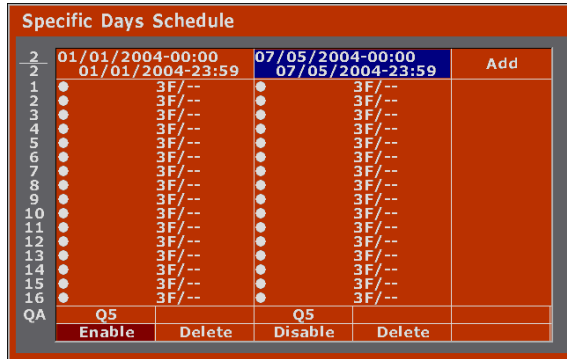 Specific Days Schedule
2 01/01/2004-00:00 07/05/2004-00:00 Add
2 01/01/2004-23:59 07/05/2004-23:59
1 3F/-- 3F/--
2 3F/-- 3F/--
3 3F/-- 3F/--
4 3F/-- 3F/--
5 3F/-- 3F/--
6 3F/-- 3F/--
7 3F/-- 3F/--
8 3F/-- 3F/--
9 3F/-- 3F/--
10 3F/-- 3F/--
11 3F/-- 3F/--
12 3F/-- 3F/--
13 3F/-- 3F/--
14 3F/-- 3F/--
15 3F/-- 3F/--
16 3F/-- 3F/--
QA Q5 Q5
Enable Delete Disable Delete